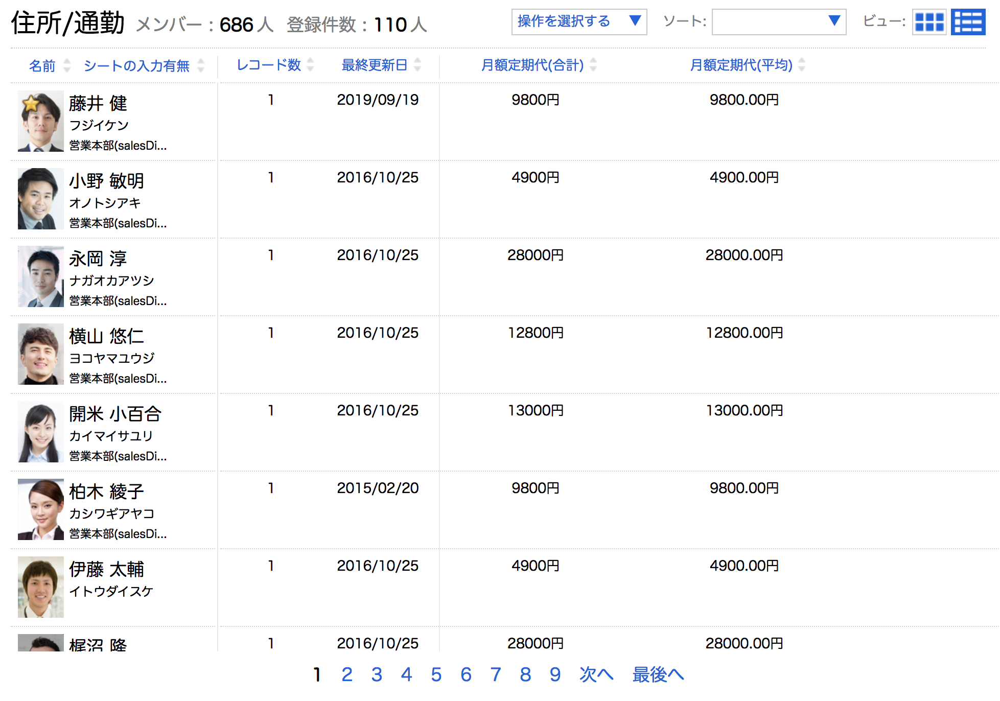 住所/通勤 メンバー：686人 登録件数：110人 操作を選択する ▼ ソート: ▼ ビュー:
名前 シートの入力有無 レコード数 最終更新日 月額定期代(合計) 月額定期代(平均)
藤井 健 1 2019/09/19 9800円 9800.00円
フジイケン
営業本部(salesDi...
小野 敏明 1 2016/10/25 4900円 4900.00円
オノトシアキ
営業本部(salesDi...
永岡 淳 1 2016/10/25 28000円 28000.00円
ナガオカアツシ
営業本部(salesDi...
横山 悠仁 1 2016/10/25 12800円 12800.00円
ヨコヤマユウジ
営業本部(salesDi...
開米 小百合 1 2016/10/25 13000円 13000.00円
カイマイサユリ
営業本部(salesDi...
柏木 綾子 1 2015/02/20 9800円 9800.00円
カシワギアヤコ
営業本部(salesDi...
伊藤 太輔 1 2016/10/25 4900円 4900.00円
イトウダイスケ
梶沼 隆 1 2016/10/25 28000円 28000.00円
1 2 3 4 5 6 7 8 9 次へ 最後へ